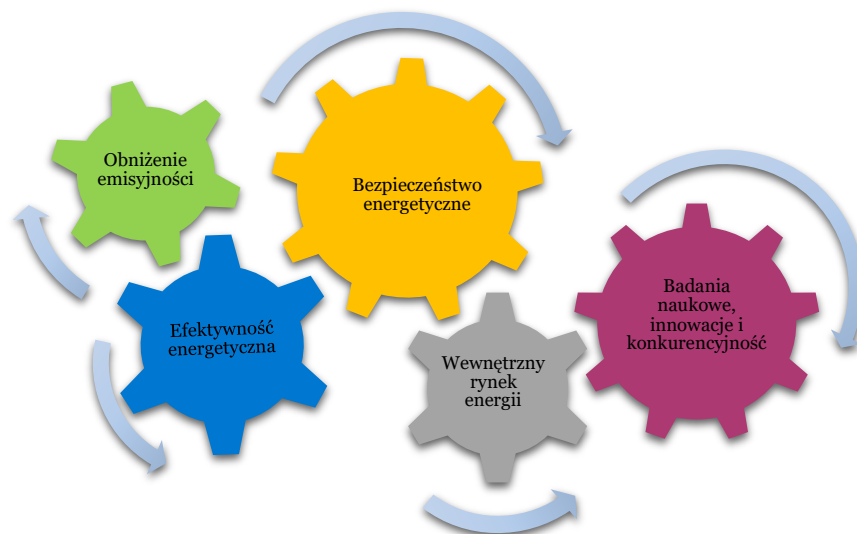 Obniżenie
emisyjności
Bezpieczeństwo
energetyczne
Efektywność
energetyczna
Wewnętrzny
rynek
energii
Badania
naukowe,
innowacje i
konkurencyjność